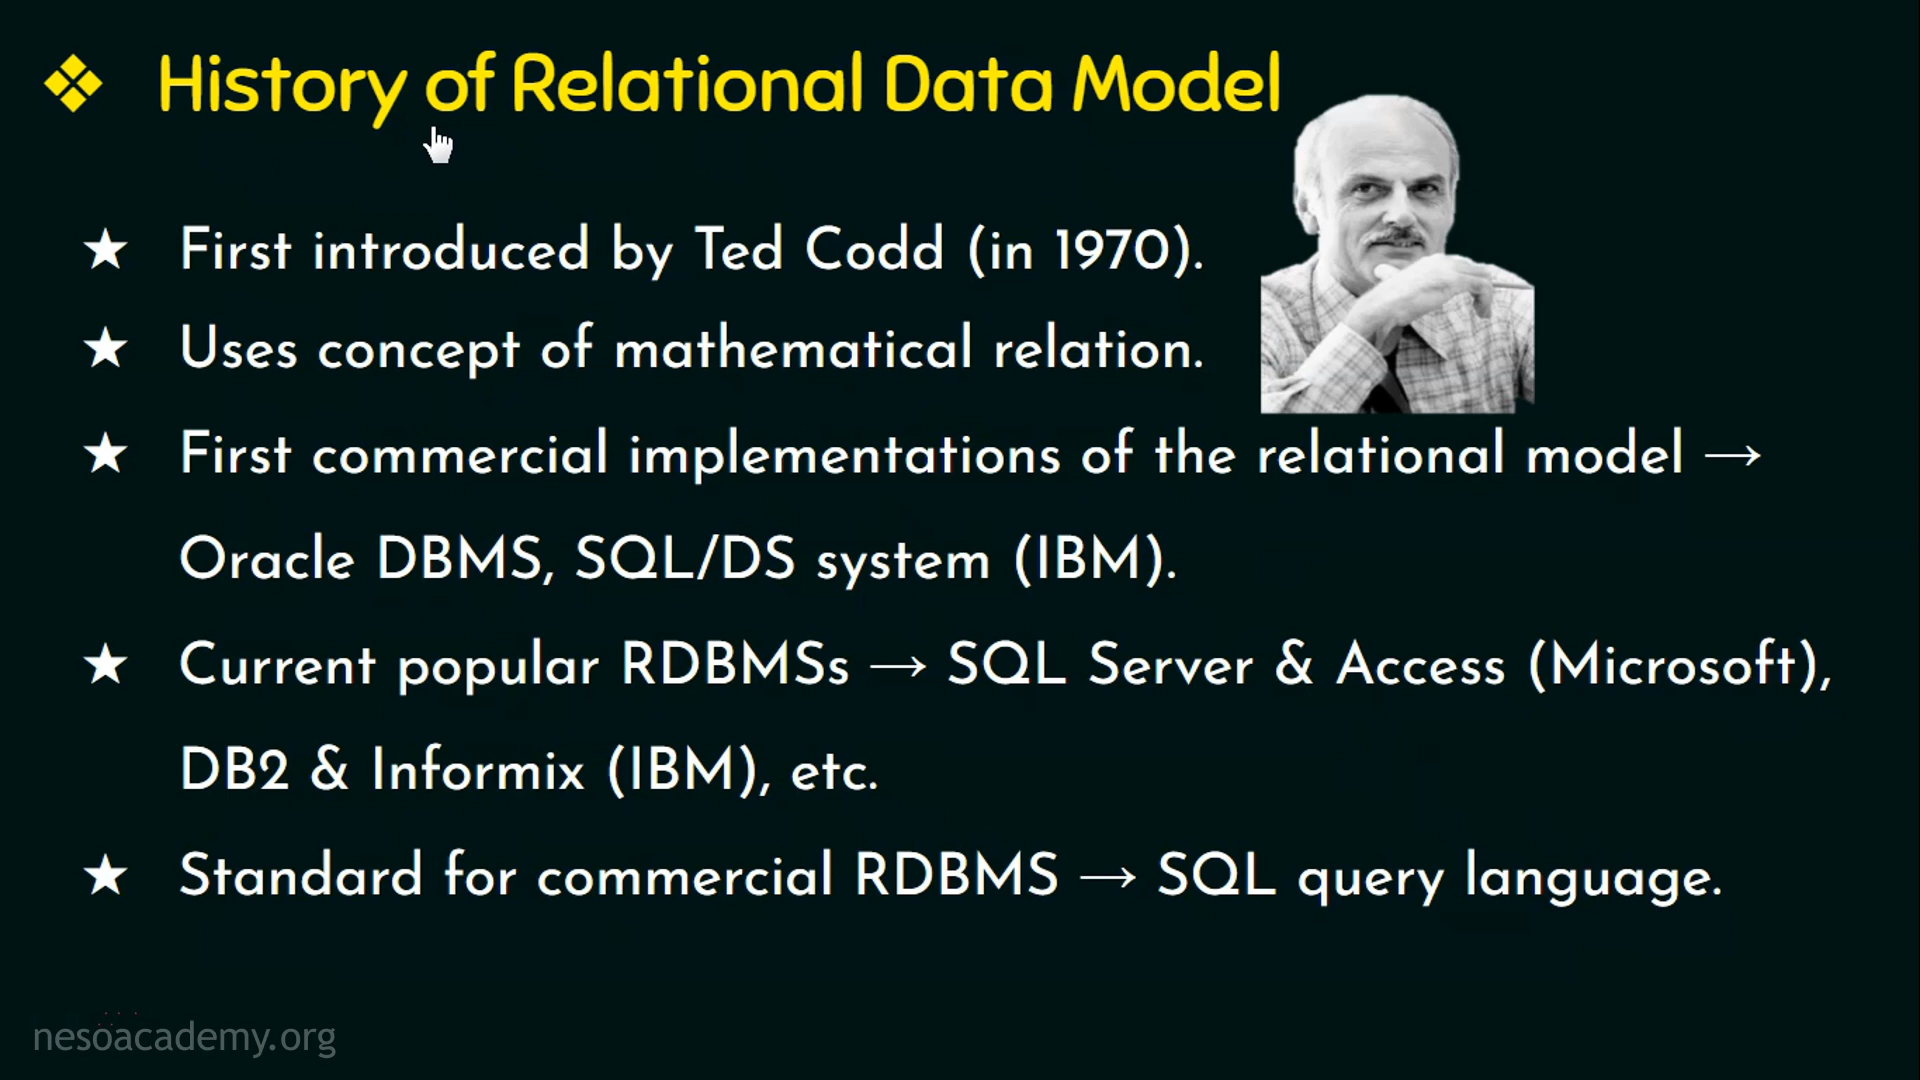 ❖ History of Relational Data Model
★ First introduced by Ted Codd (in 1970).
★ Uses concept of mathematical relation.
★ First commercial implementations of the relational model →
Oracle DBMS, SQL/DS system (IBM).
★ Current popular RDBMSs → SQL Server & Access (Microsoft),
DB2 & Informix (IBM), etc.
★ Standard for commercial RDBMS → SQL query language.
nesoacademy.org